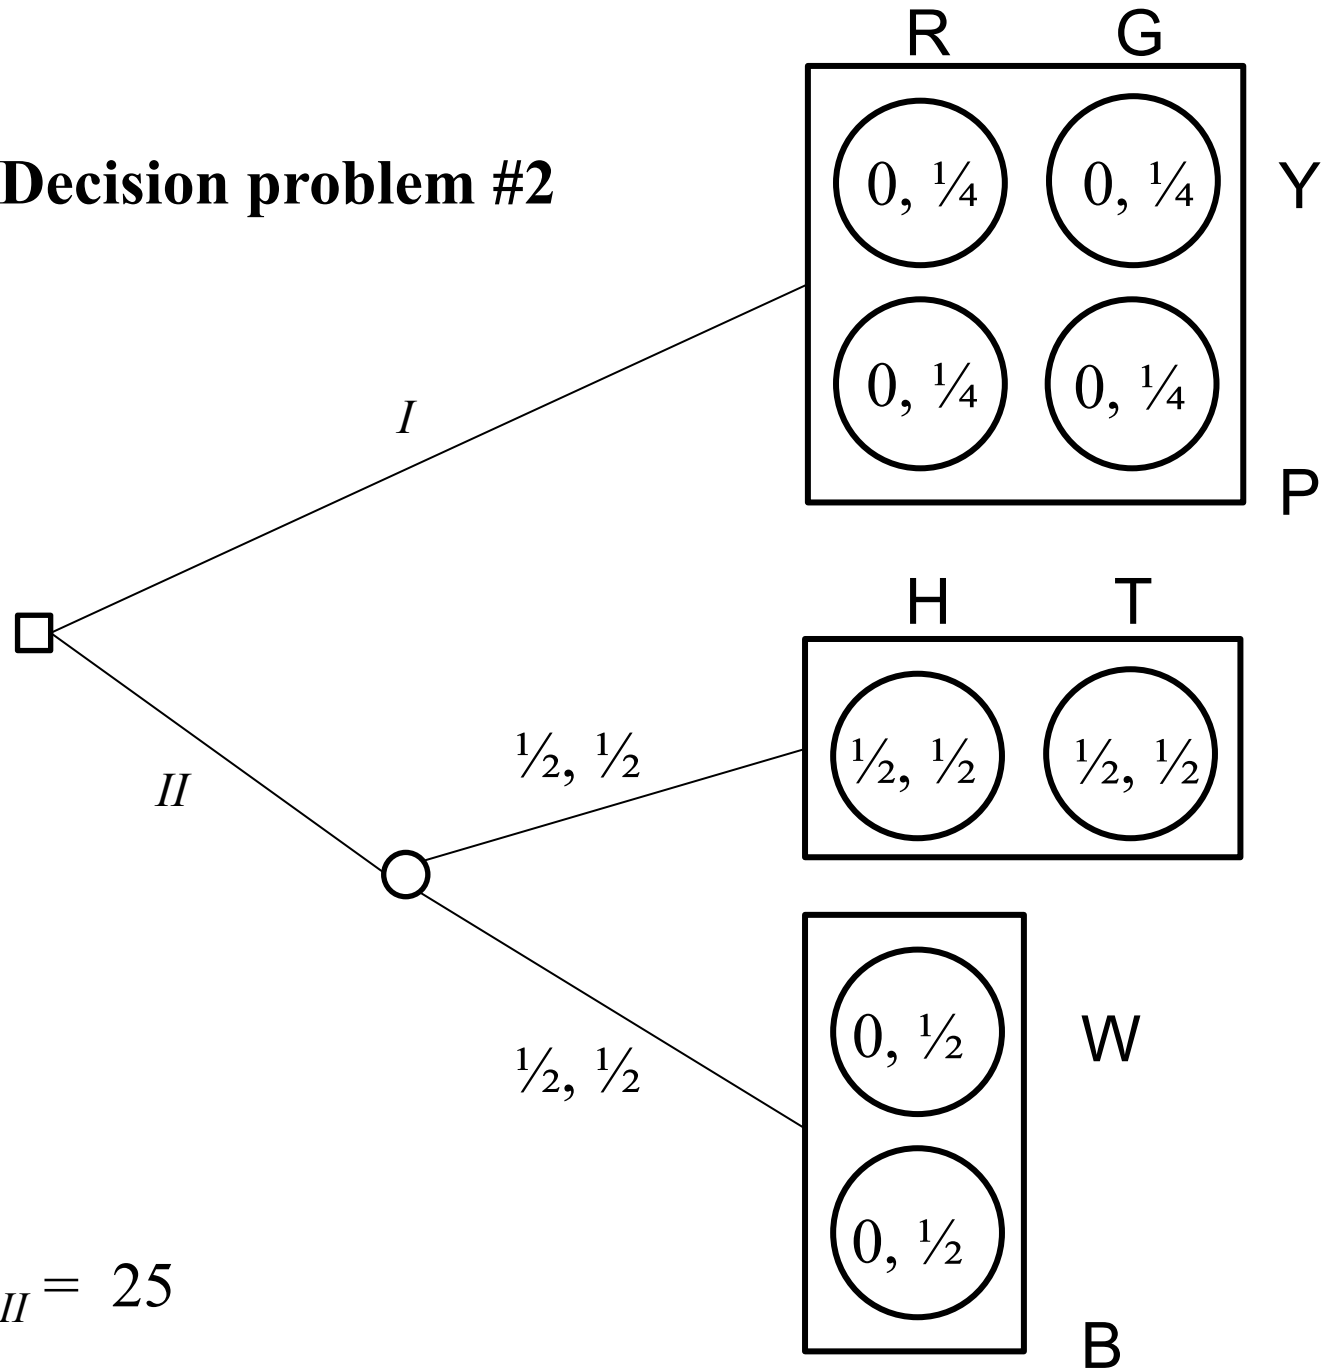 R G
Decision problem #2
0, ¼ 0, ¼ Y
0, ¼ 0, ¼
I
P
H T
½, ½
½, ½ ½, ½
II
0, ½ W
½, ½
0, ½
II = 25
B